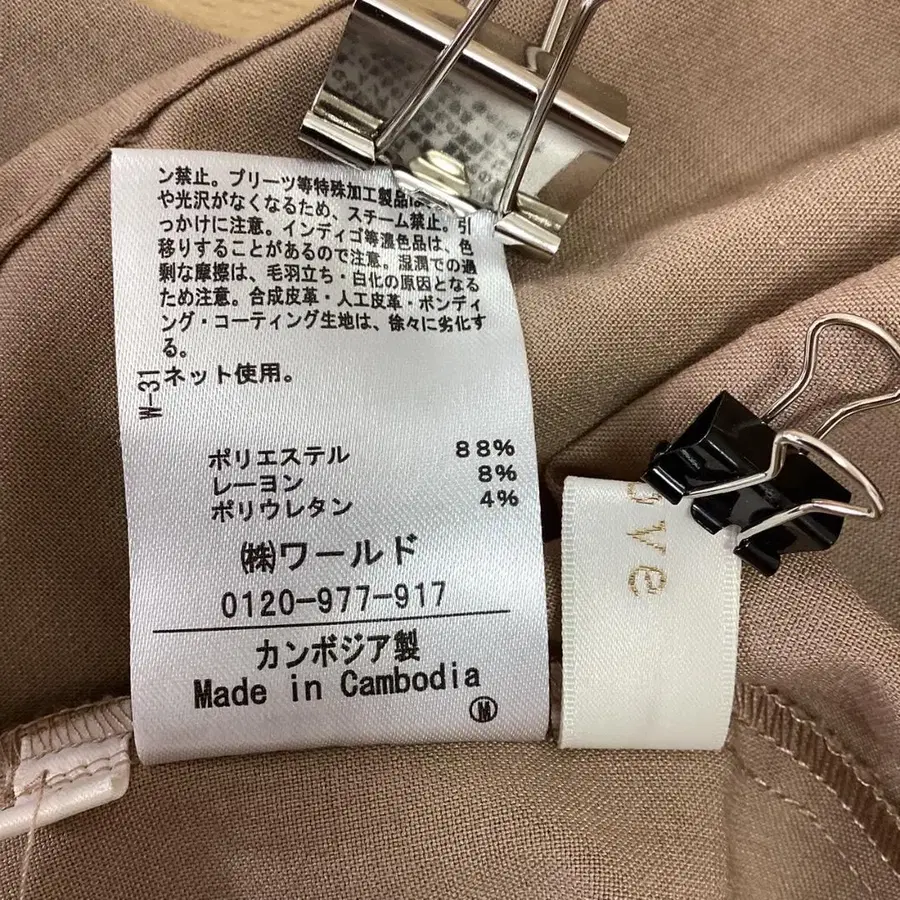 ン禁止。プリーツ等特殊加工製品は
や光沢がなくなるため、スチーム禁止。引
っかけに注意。インディゴ等濃色品は、色
移りすることがあるので注意。湿潤での過
剰な摩擦は、毛羽立ち・白化の原因となる
ため注意。合成皮革・人工皮革・ボンディ
ング・コーティング生地は、徐々に劣化す
る。
ネット使用。
W-31
ポリエステル 88%
レーヨン 8%
ポリウレタン 4%
㈱ワールド
0120-977-917
カンボジア製
Made in Cambodia
M
ove